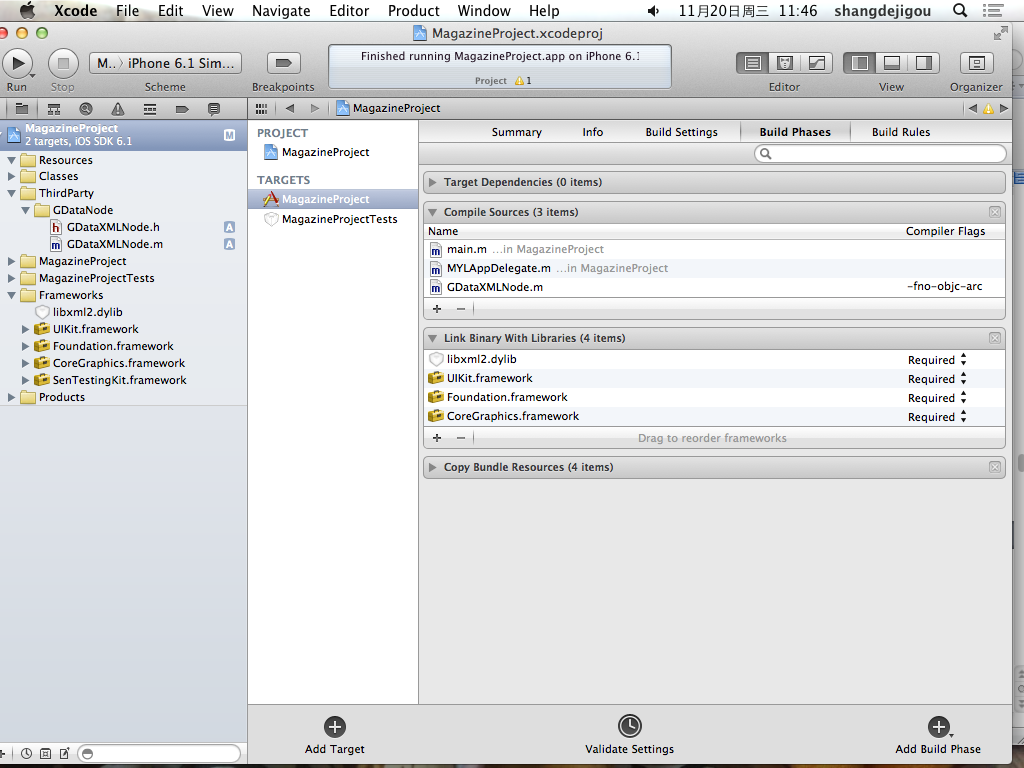 Xcode File Edit View Navigate Editor Product Window Help 11月20日周三 11:46 shangdejigou
MagazineProject.xcodeproj
M... iPhone 6.1 Sim...
Finished running MagazineProject.app on iPhone 6.1
Project 1
Run Stop Scheme Breakpoints Editor View Organizer
MagazineProject
MagazineProject M
2 targets, iOS SDK 6.1
Resources
Classes
ThirdParty
GDataNode
GDataXMLNode.h A
GDataXMLNode.m A
MagazineProject
MagazineProjectTests
Frameworks
libxml2.dylib
UIKit.framework
Foundation.framework
CoreGraphics.framework
SenTestingKit.framework
Products
PROJECT
MagazineProject
TARGETS
MagazineProject
MagazineProjectTests
Summary Info Build Settings Build Phases Build Rules
Target Dependencies (0 items)
Compile Sources (3 items)
Name Compiler Flags
main.m ...in MagazineProject
MYLAppDelegate.m ...in MagazineProject
GDataXMLNode.m -fno-objc-arc
Link Binary With Libraries (4 items)
libxml2.dylib Required
UIKit.framework Required
Foundation.framework Required
CoreGraphics.framework Required
Drag to reorder frameworks
Copy Bundle Resources (4 items)
Add Target Validate Settings Add Build Phase